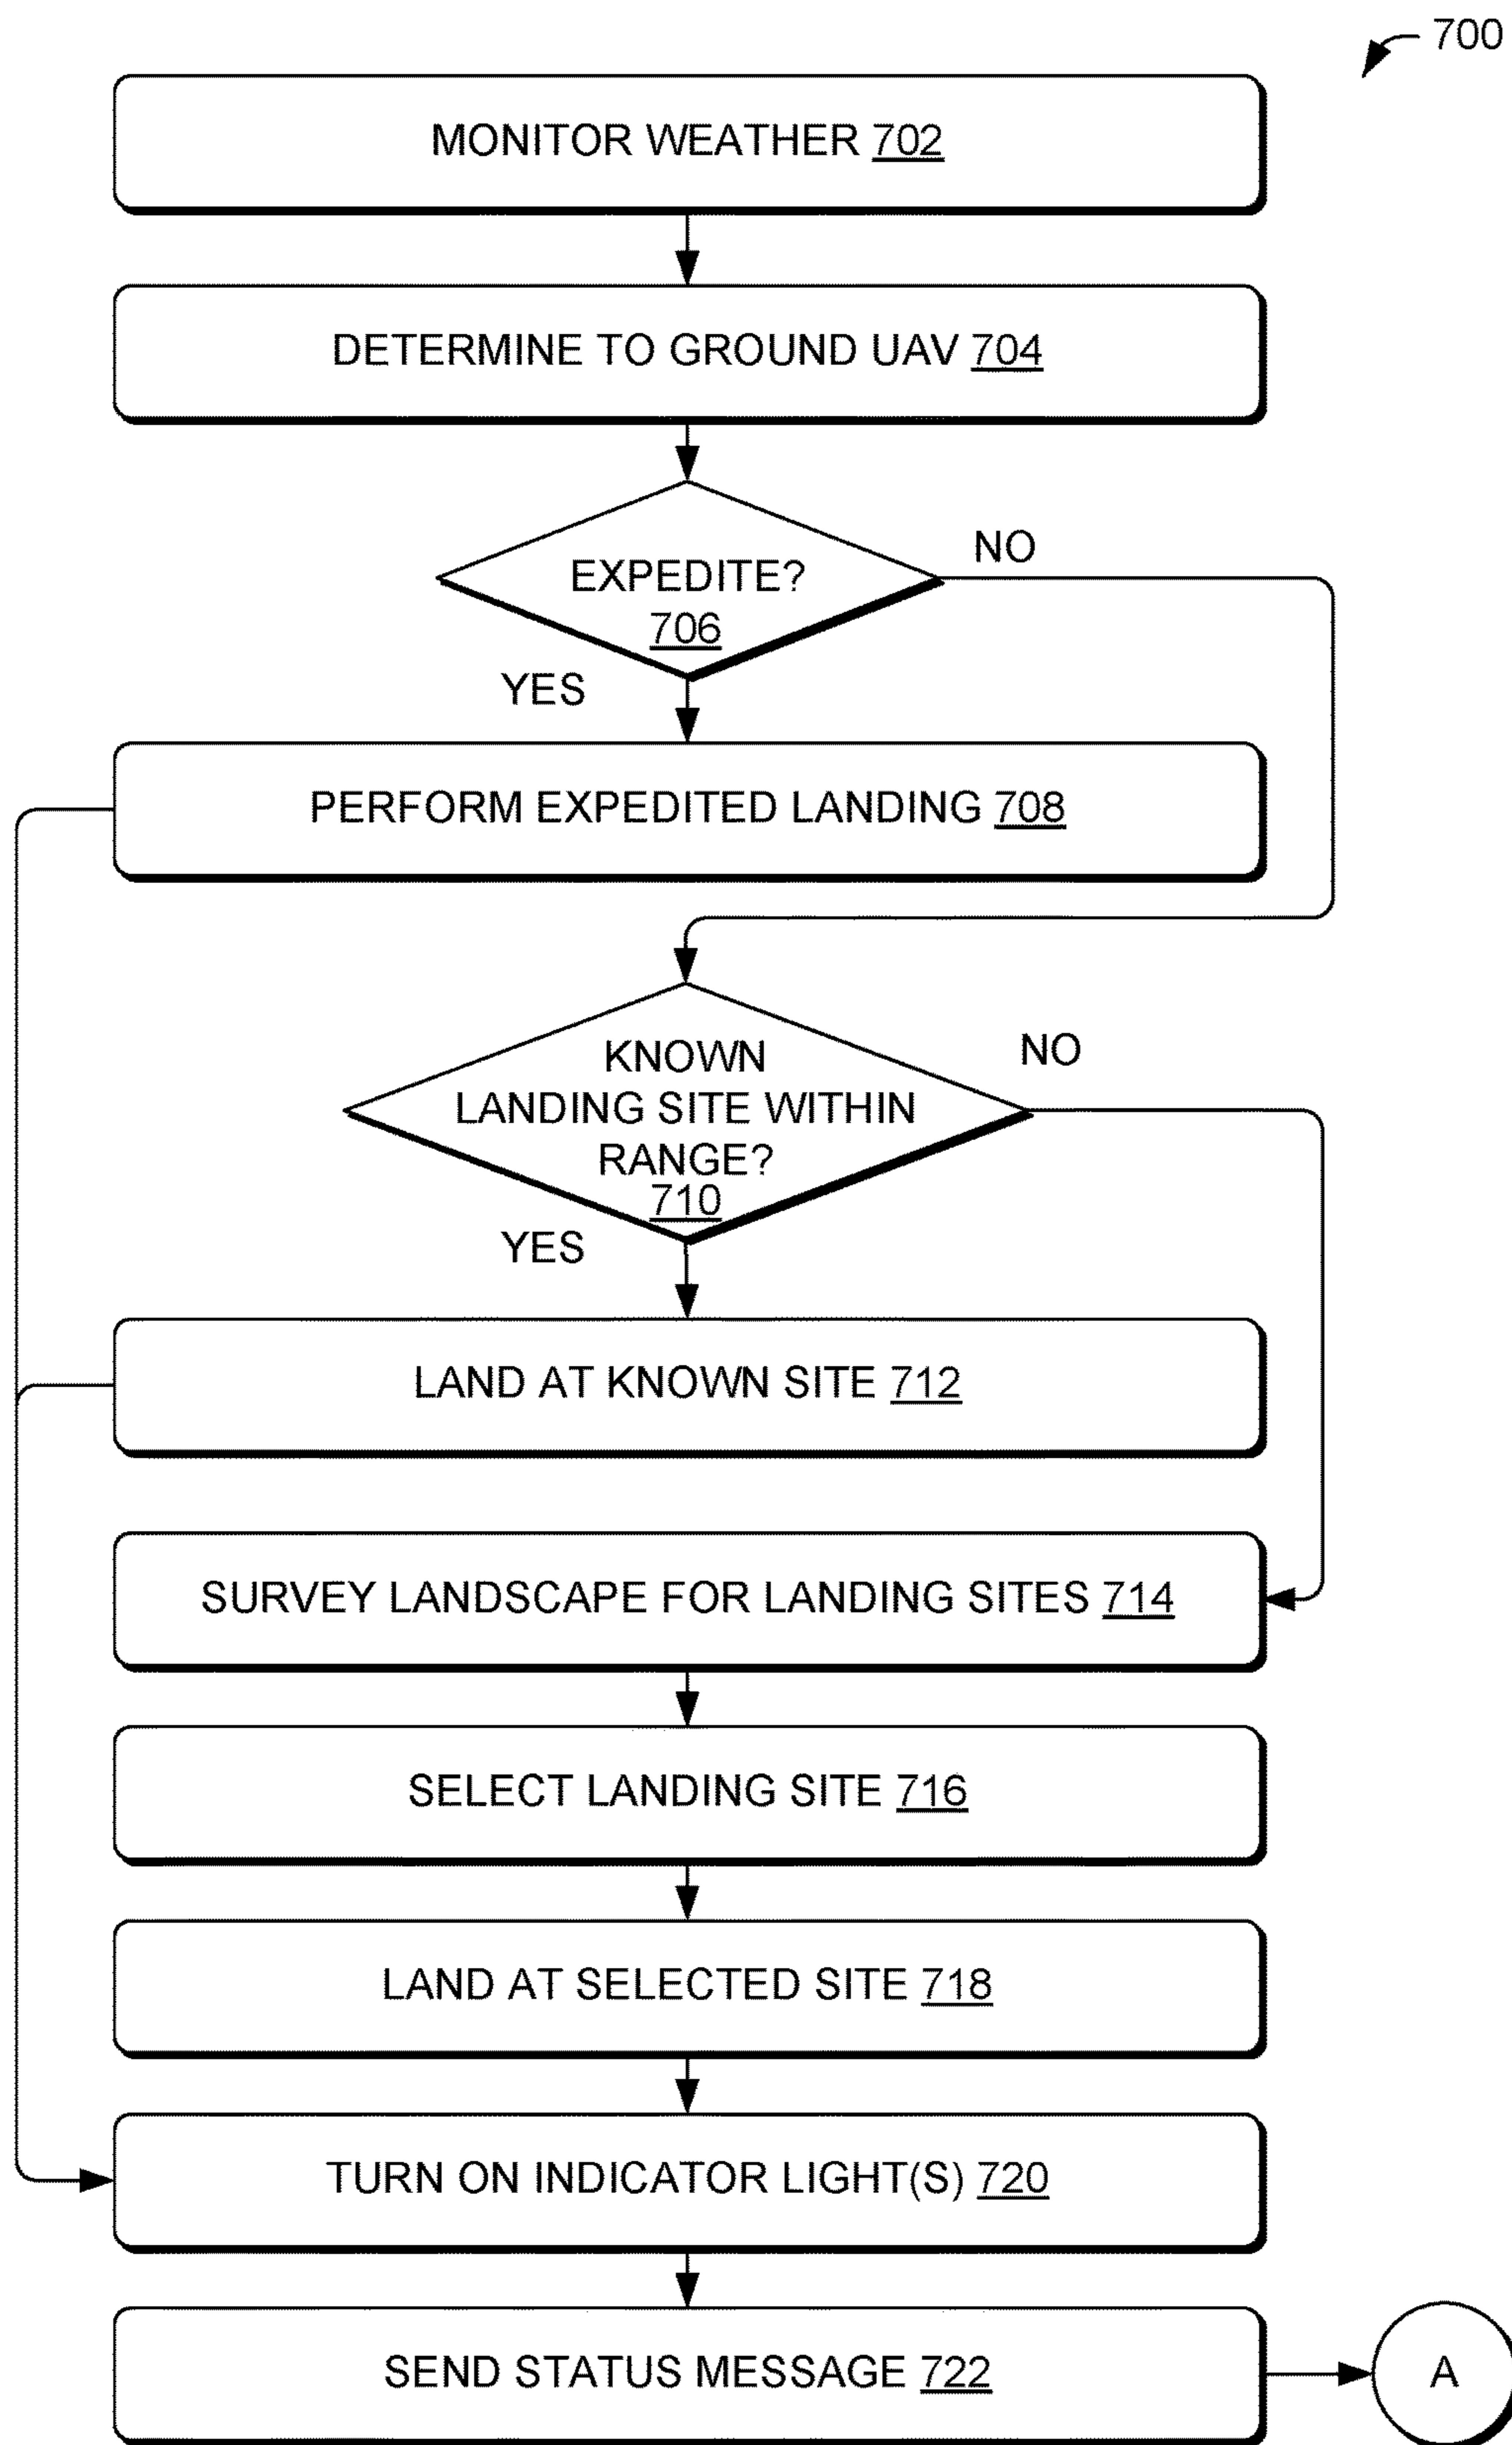 700
MONITOR WEATHER 702
DETERMINE TO GROUND UAV 704
NO
EXPEDITE?
706
YES
PERFORM EXPEDITED LANDING 708
NO
KNOWN
LANDING SITE WITHIN
RANGE?
710
YES
LAND AT KNOWN SITE 712
SURVEY LANDSCAPE FOR LANDING SITES 714
SELECT LANDING SITE 716
LAND AT SELECTED SITE 718
TURN ON INDICATOR LIGHT(S) 720
SEND STATUS MESSAGE 722
A